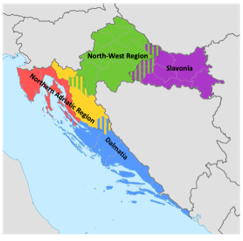 North-West Region
Slavonia
Northern Adriatic Region
Dalmatia